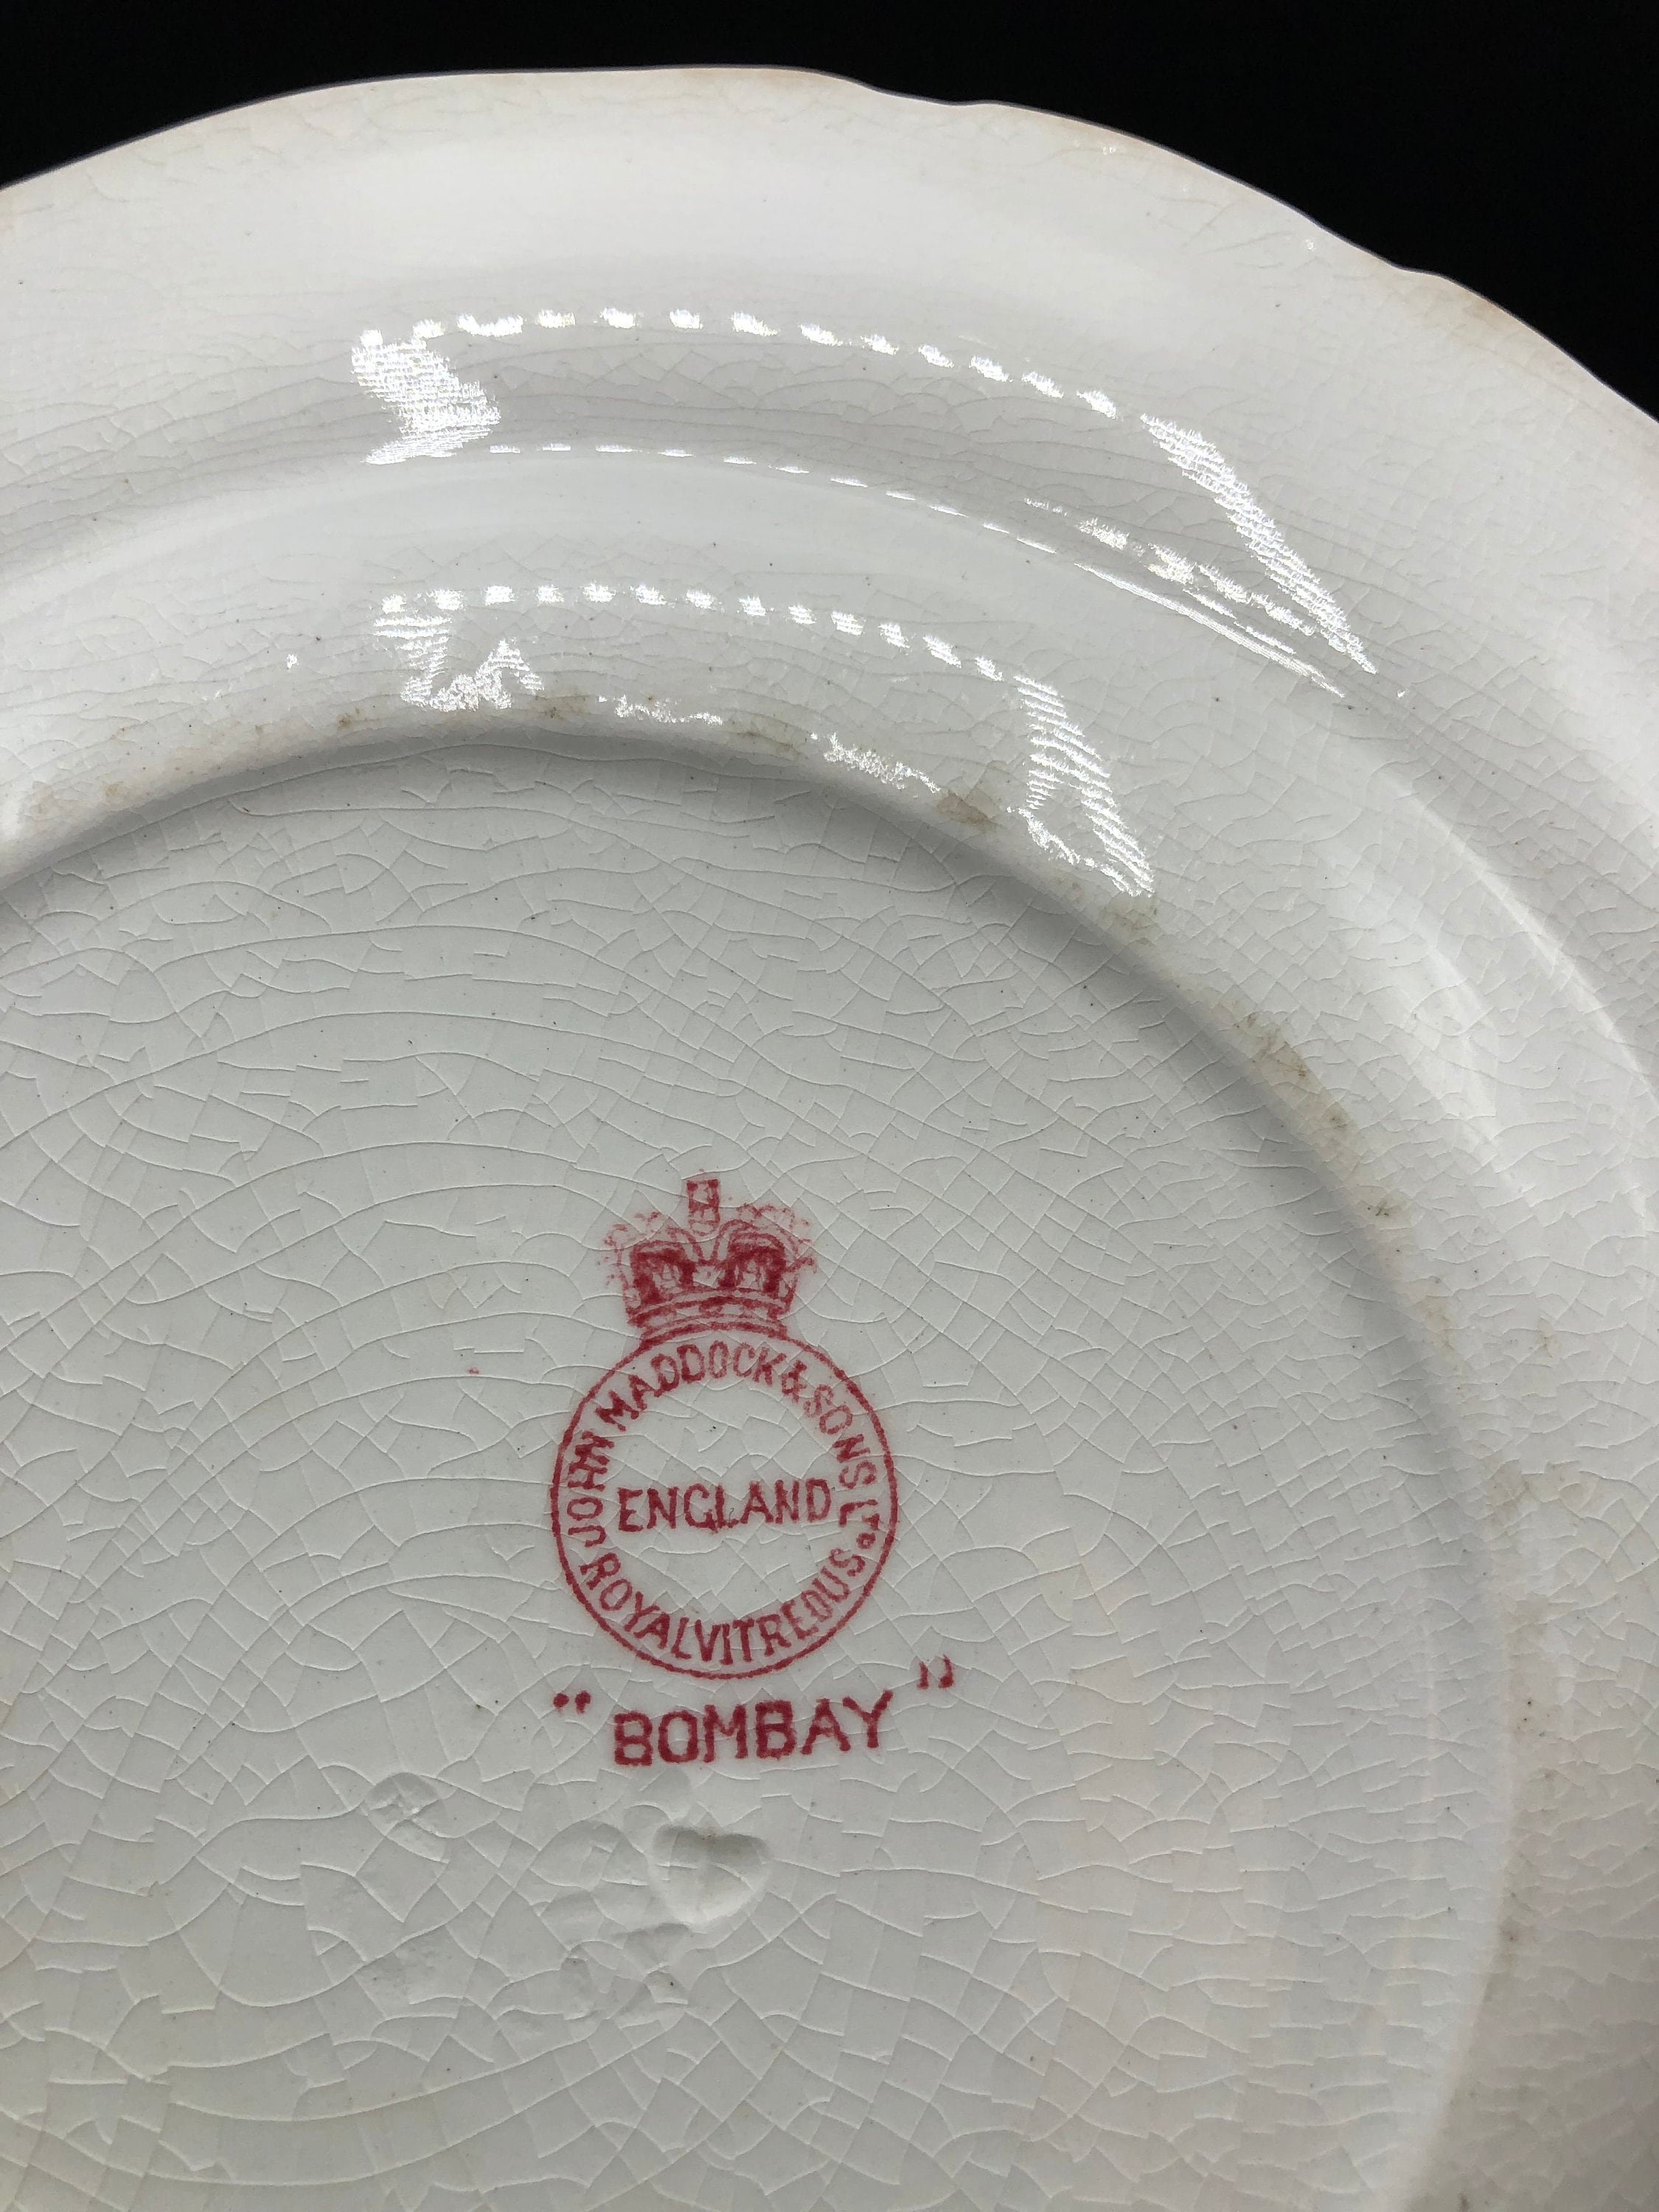 JOHN MADDOCK & SONS LTD
ENGLAND
ROYAL VITREOUS
"BOMBAY"